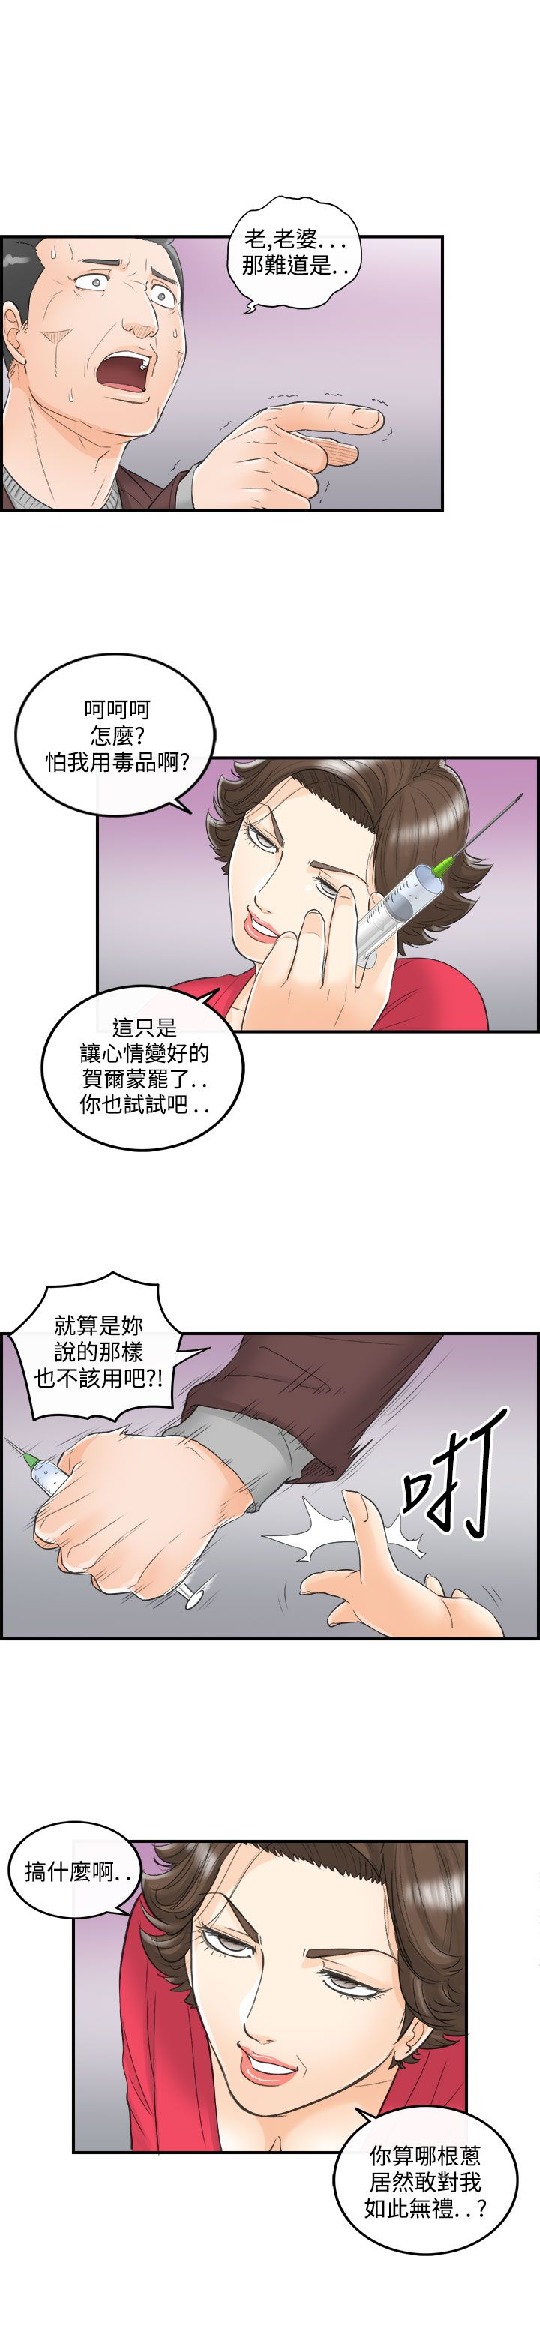 老,老婆...
那難道是..
呵呵呵
怎麼?
怕我用毒品啊?
這只是
讓心情變好的
賀爾蒙罷了..
你也試試吧..
就算是妳
說的那樣
也不該用吧?!
咑
搞什麼啊..
你算哪根蔥
居然敢對我
如此無禮..?